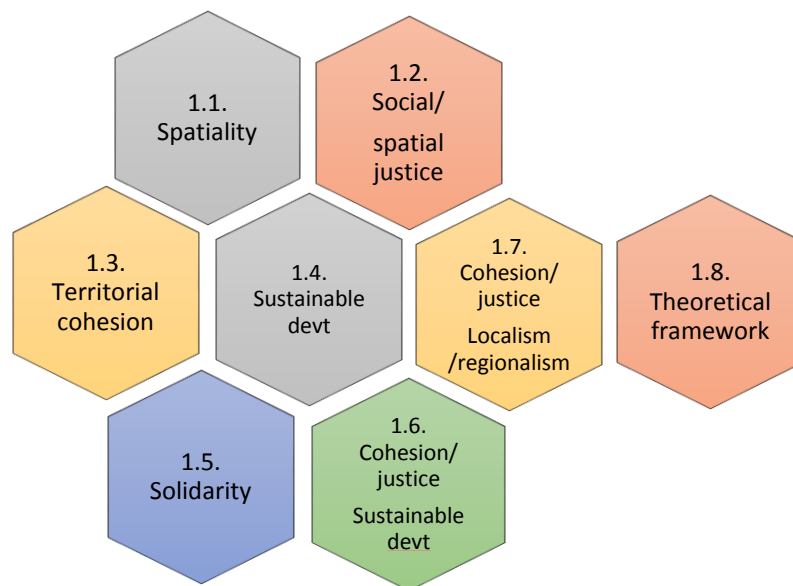 1.1.
Spatiality
1.2.
Social/
spatial
justice
1.3.
Territorial
cohesion
1.4.
Sustainable
devt
1.7.
Cohesion/
justice
Localism
/regionalism
1.8.
Theoretical
framework
1.5.
Solidarity
1.6.
Cohesion/
justice
Sustainable
devt